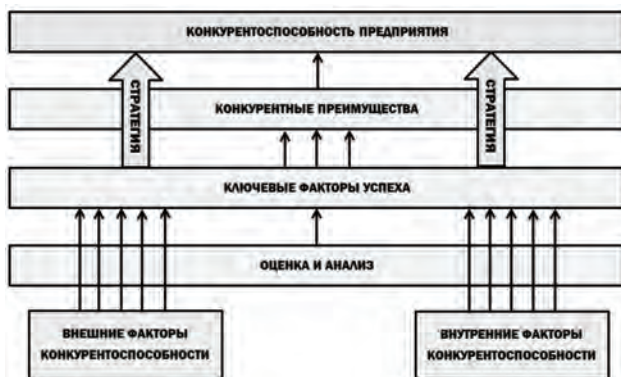 КОНКУРЕНТОСПОСОБНОСТЬ ПРЕДПРИЯТИЯ
СТРАТЕГИЯ
СТРАТЕГИЯ
КОНКУРЕНТНЫЕ ПРЕИМУЩЕСТВА
КЛЮЧЕВЫЕ ФАКТОРЫ УСПЕХА
ОЦЕНКА И АНАЛИЗ
ВНЕШНИЕ ФАКТОРЫ
КОНКУРЕНТОСПОСОБНОСТИ
ВНУТРЕННИЕ ФАКТОРЫ
КОНКУРЕНТОСПОСОБНОСТИ